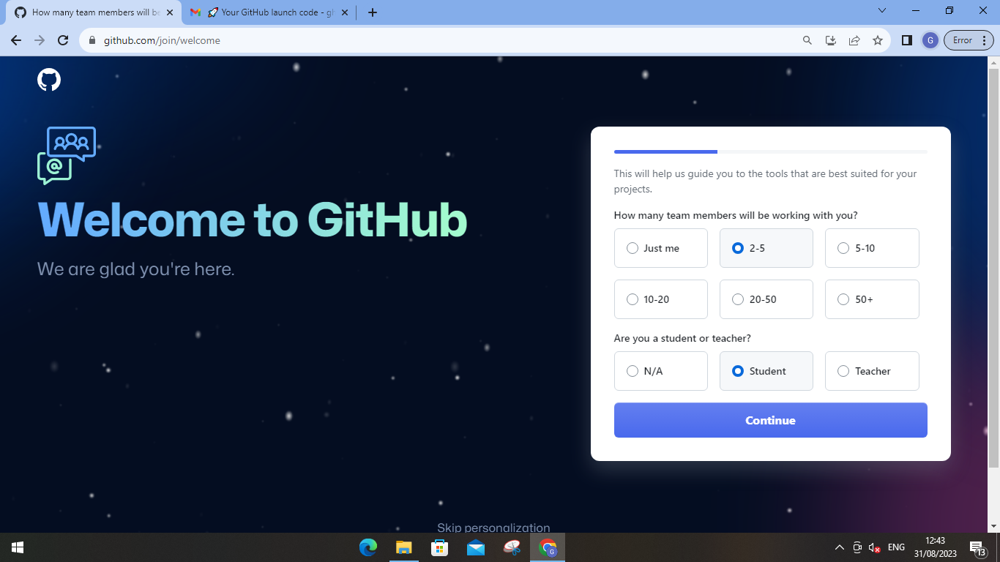 How many team members will be
🚀 Your GitHub launch code - gh
github.com/join/welcome
G
Error
Welcome to GitHub
We are glad you're here.
This will help us guide you to the tools that are best suited for your
projects.
How many team members will be working with you?
Just me
2-5
5-10
10-20
20-50
50+
Are you a student or teacher?
N/A
Student
Teacher
Continue
Skip personalization
G
ENG
12:43
31/08/2023
13